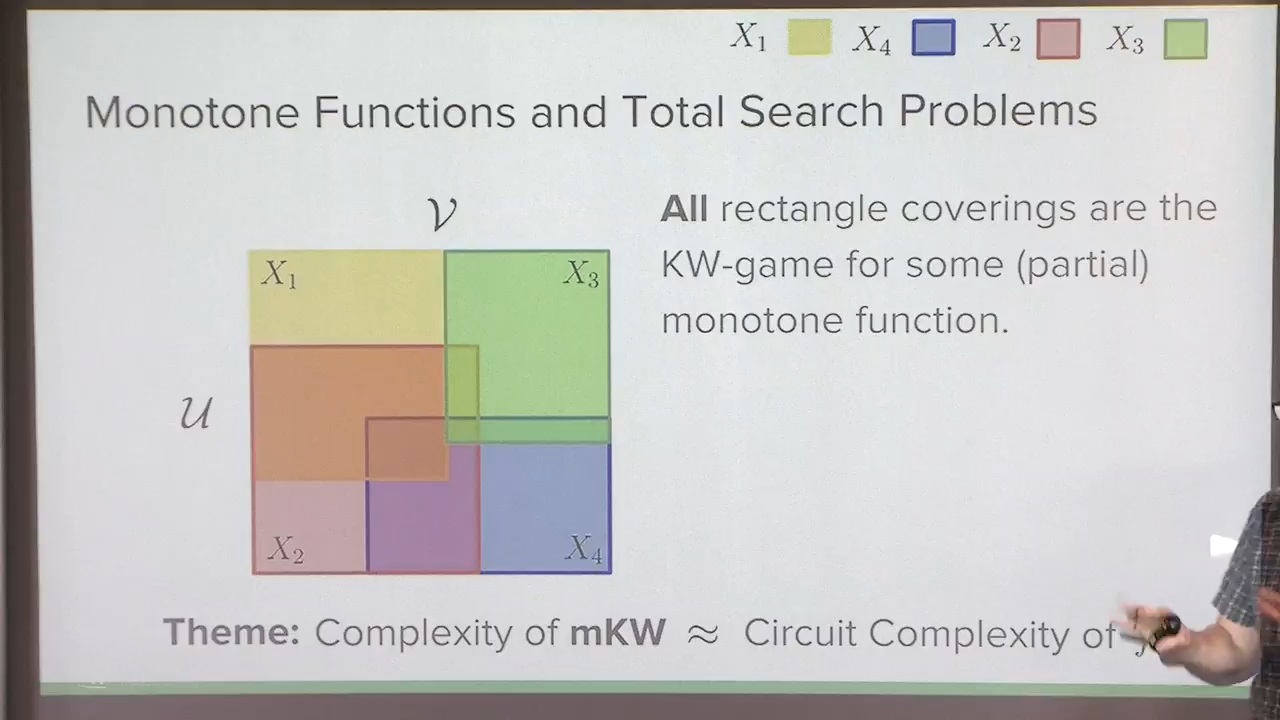 X₁ X₄ X₂ X₃
Monotone Functions and Total Search Problems
𝒱
All rectangle coverings are the
KW-game for some (partial)
monotone function.
X₁ X₃
𝒰
X₂ X₄
Theme: Complexity of mKW ≈ Circuit Complexity of